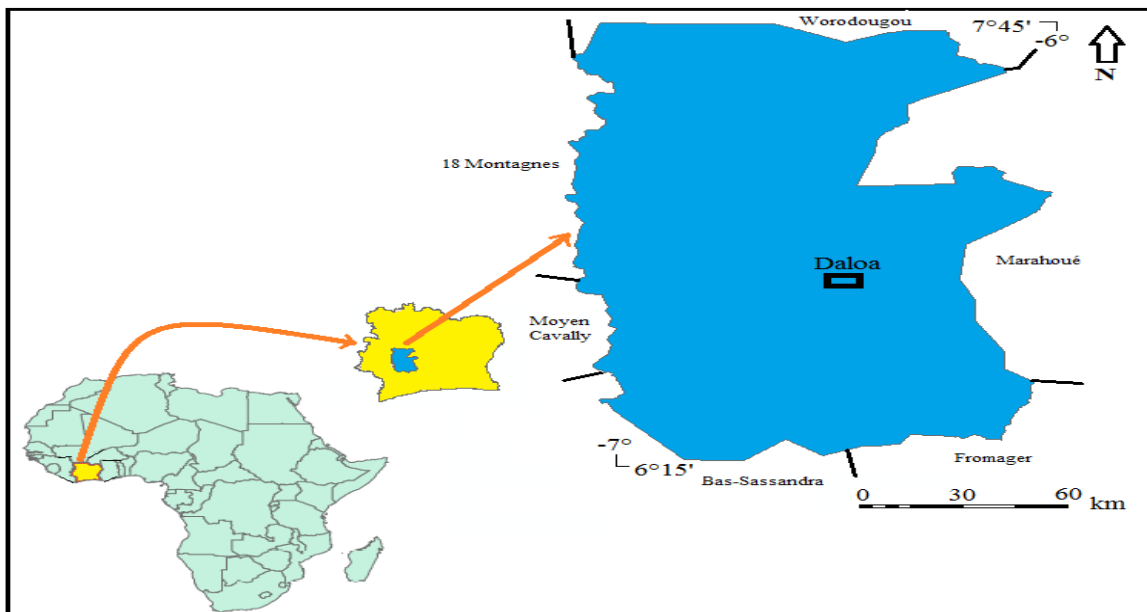 Worodougou
7°45'
-6°
N
18 Montagnes
Daloa
Marahoué
Moyen
Cavally
-7°
6°15'
Bas-Sassandra
Fromager
0 30 60
km